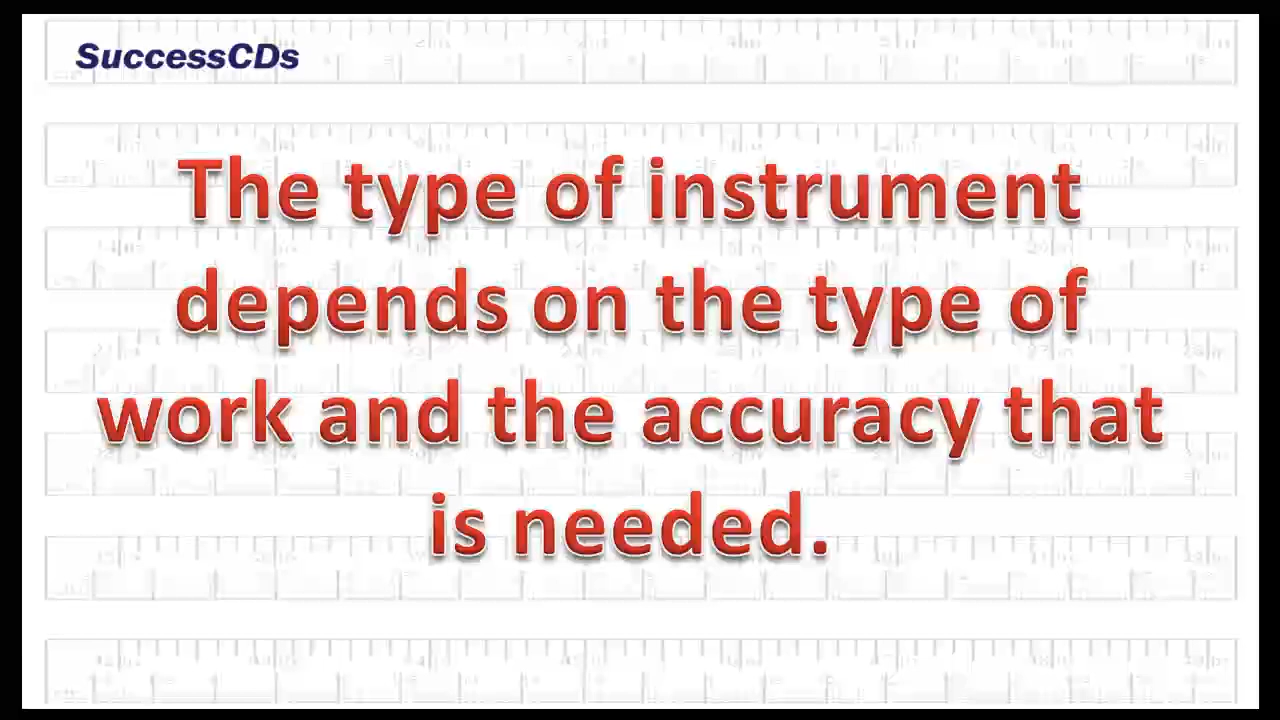 SuccessCDs
The type of instrument
depends on the type of
work and the accuracy that
is needed.